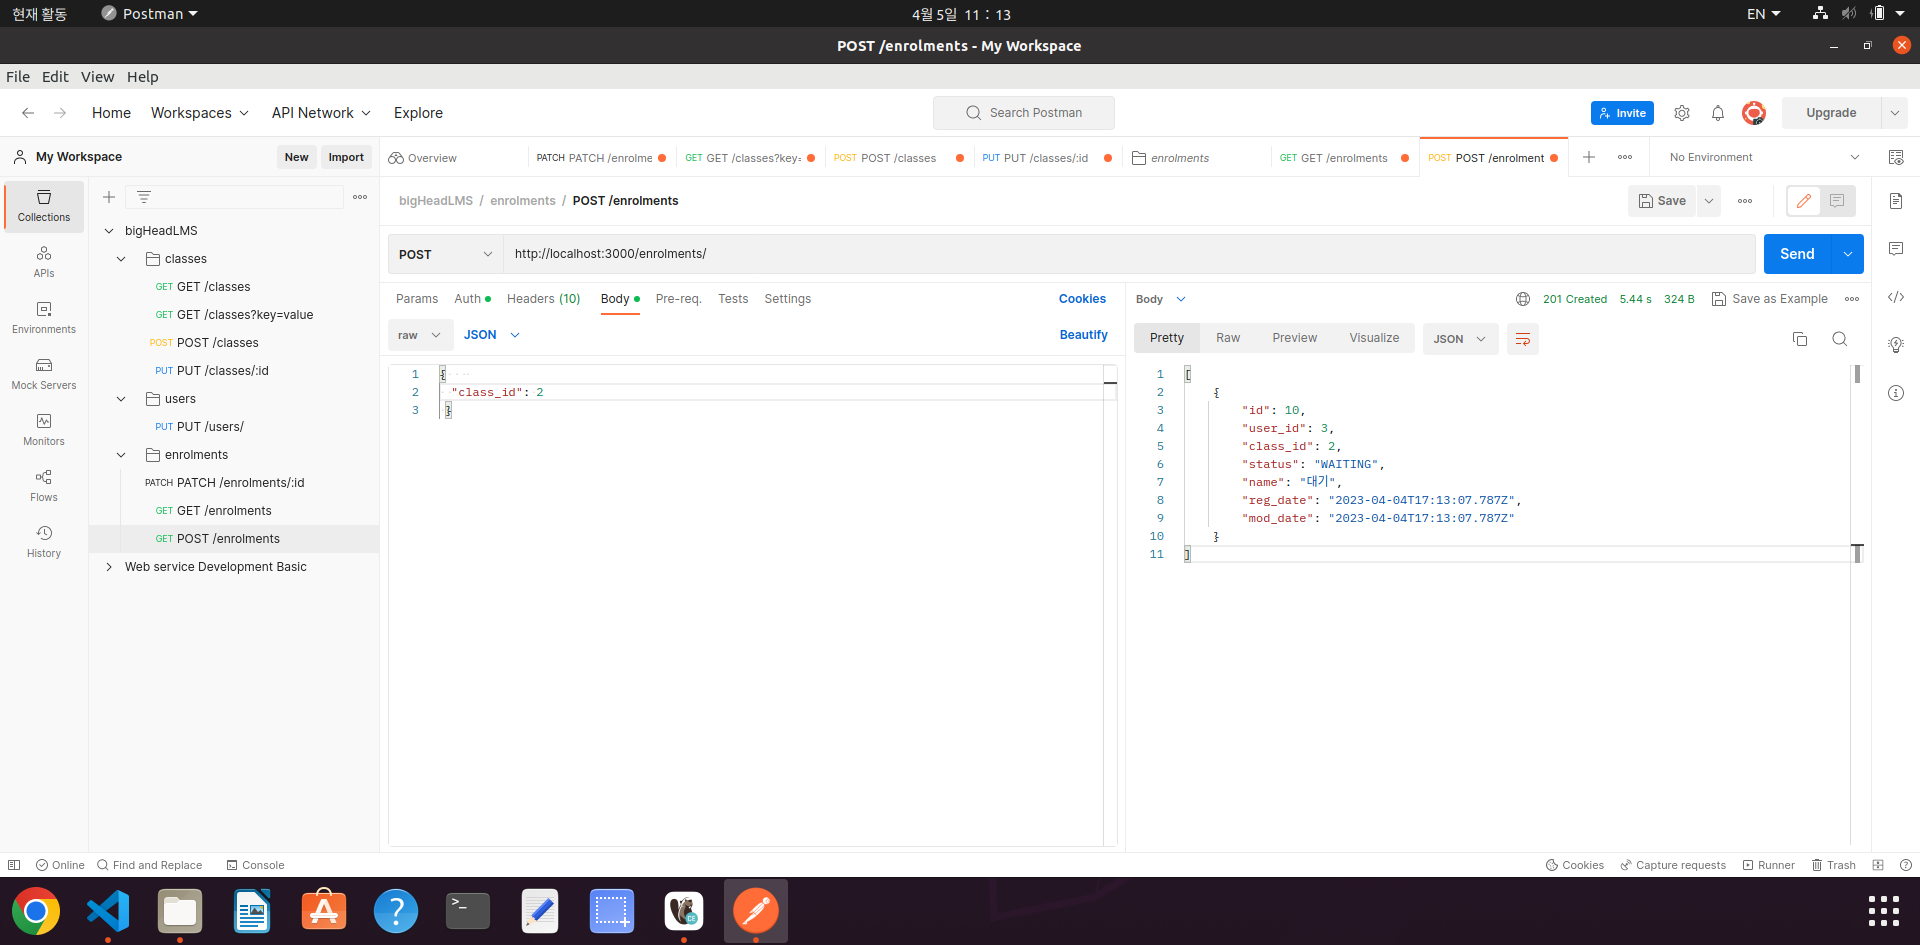 현재 활동 Postman 4월 5일 11 : 13 EN
POST /enrolments - My Workspace
File Edit View Help
Home Workspaces API Network Explore Search Postman Invite Upgrade
My Workspace New Import Overview PATCH PATCH /enrolme GET GET /classes?key= POST POST /classes PUT PUT /classes/:id enrolments GET GET /enrolments POST POST /enrolment No Environment
Collections
APIs
Environments
Mock Servers
Monitors
Flows
History
bigHeadLMS
classes
GET GET /classes
GET GET /classes?key=value
POST POST /classes
PUT PUT /classes/:id
users
PUT PUT /users/
enrolments
PATCH PATCH /enrolments/:id
GET GET /enrolments
GET POST /enrolments
Web service Development Basic
bigHeadLMS / enrolments / POST /enrolments Save
POST http://localhost:3000/enrolments/ Send
Params Auth Headers (10) Body Pre-req. Tests Settings Cookies
raw JSON Beautify
1 {
2 "class_id": 2
3 }
Body 201 Created 5.44 s 324 B Save as Example
Pretty Raw Preview Visualize JSON
1 [
2 {
3 "id": 10,
4 "user_id": 3,
5 "class_id": 2,
6 "status": "WAITING",
7 "name": "대기",
8 "reg_date": "2023-04-04T17:13:07.787Z",
9 "mod_date": "2023-04-04T17:13:07.787Z"
10 }
11 ]
Online Find and Replace Console Cookies Capture requests Runner Trash